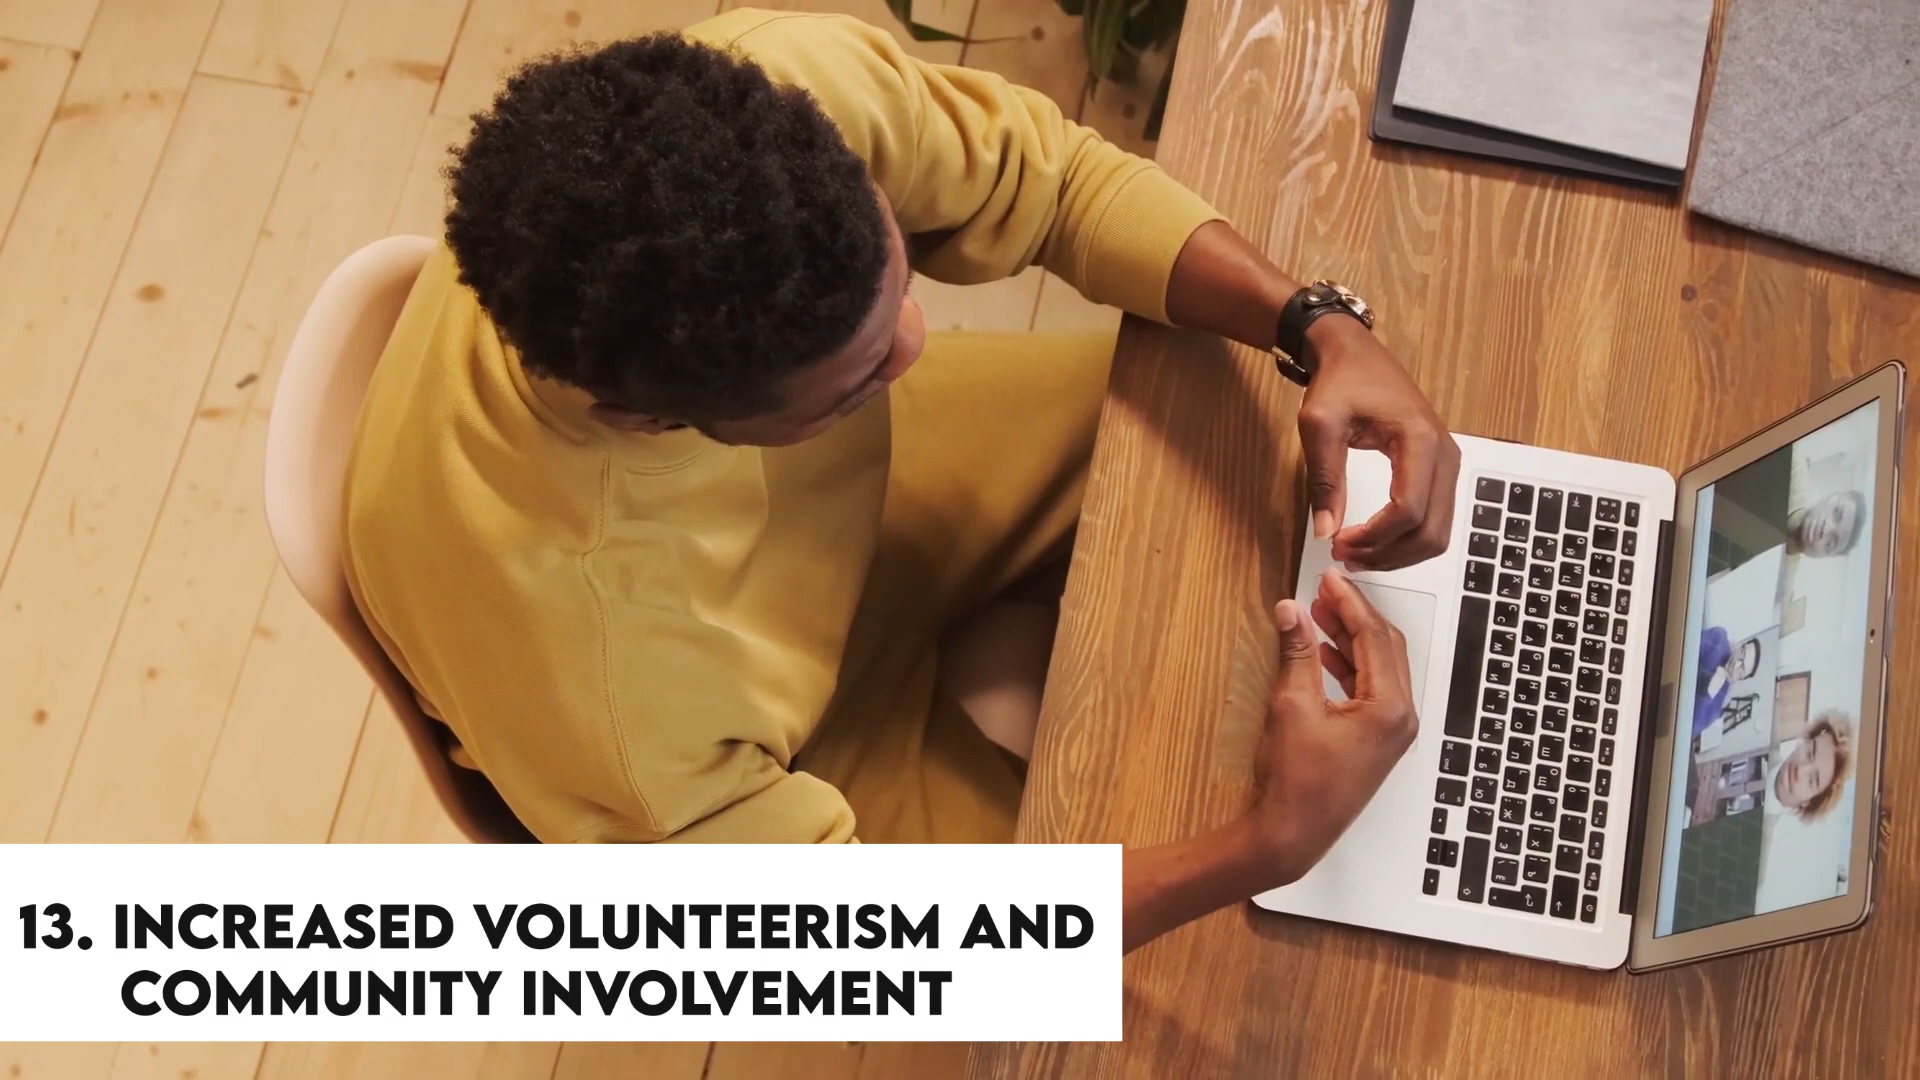 13. INCREASED VOLUNTEERISM AND
COMMUNITY INVOLVEMENT